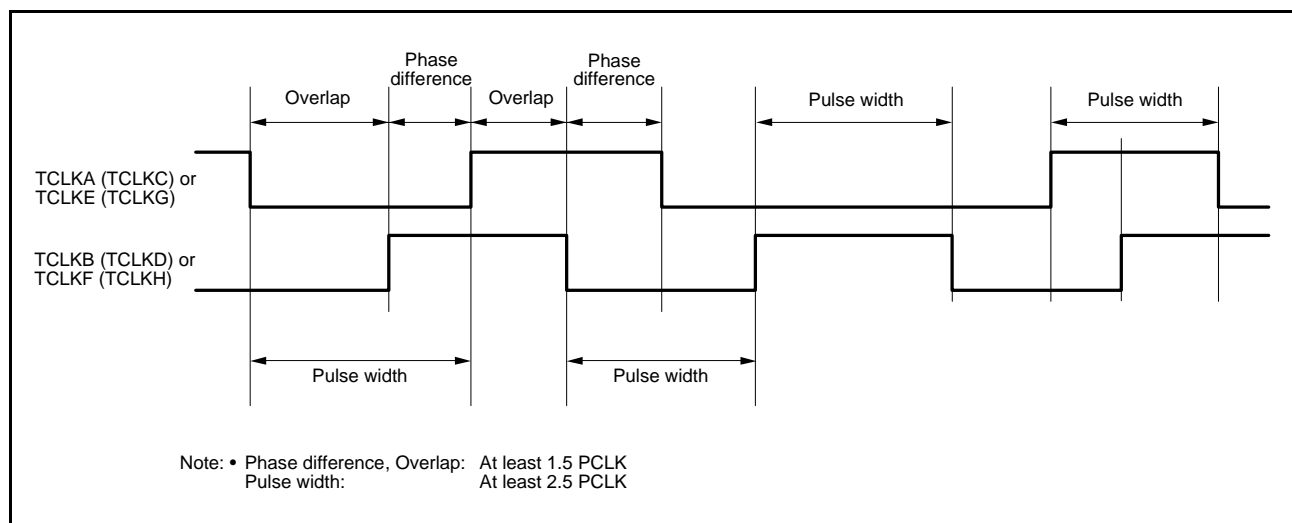 Phase
difference
Phase
difference
Overlap
Overlap
Pulse width
Pulse width
TCLKA (TCLKC) or
TCLKE (TCLKG)
TCLKB (TCLKD) or
TCLKF (TCLKH)
Pulse width
Pulse width
Note: • Phase difference, Overlap: At least 1.5 PCLK
Pulse width: At least 2.5 PCLK